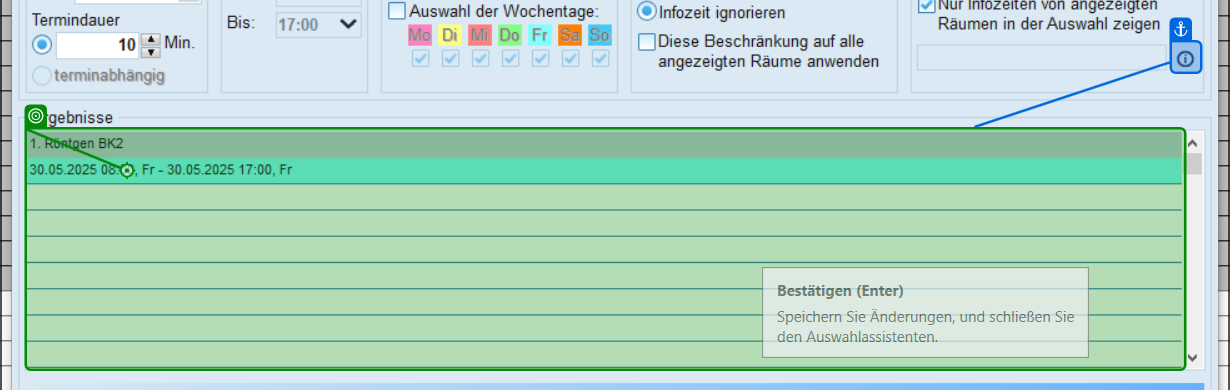 Nur Infozeiten von angezeigten
Räumen in der Auswahl zeigen
Termindauer
10 Min.
terminabhängig
Bis: 17:00
Auswahl der Wochentage:
Mo Di Mi Do Fr Sa So
Infozeit ignorieren
Diese Beschränkung auf alle
angezeigten Räume anwenden
rgebnisse
1. Röntgen BK2
30.05.2025 08: , Fr - 30.05.2025 17:00, Fr
Bestätigen (Enter)
Speichern Sie Änderungen, und schließen Sie
den Auswahlassistenten.